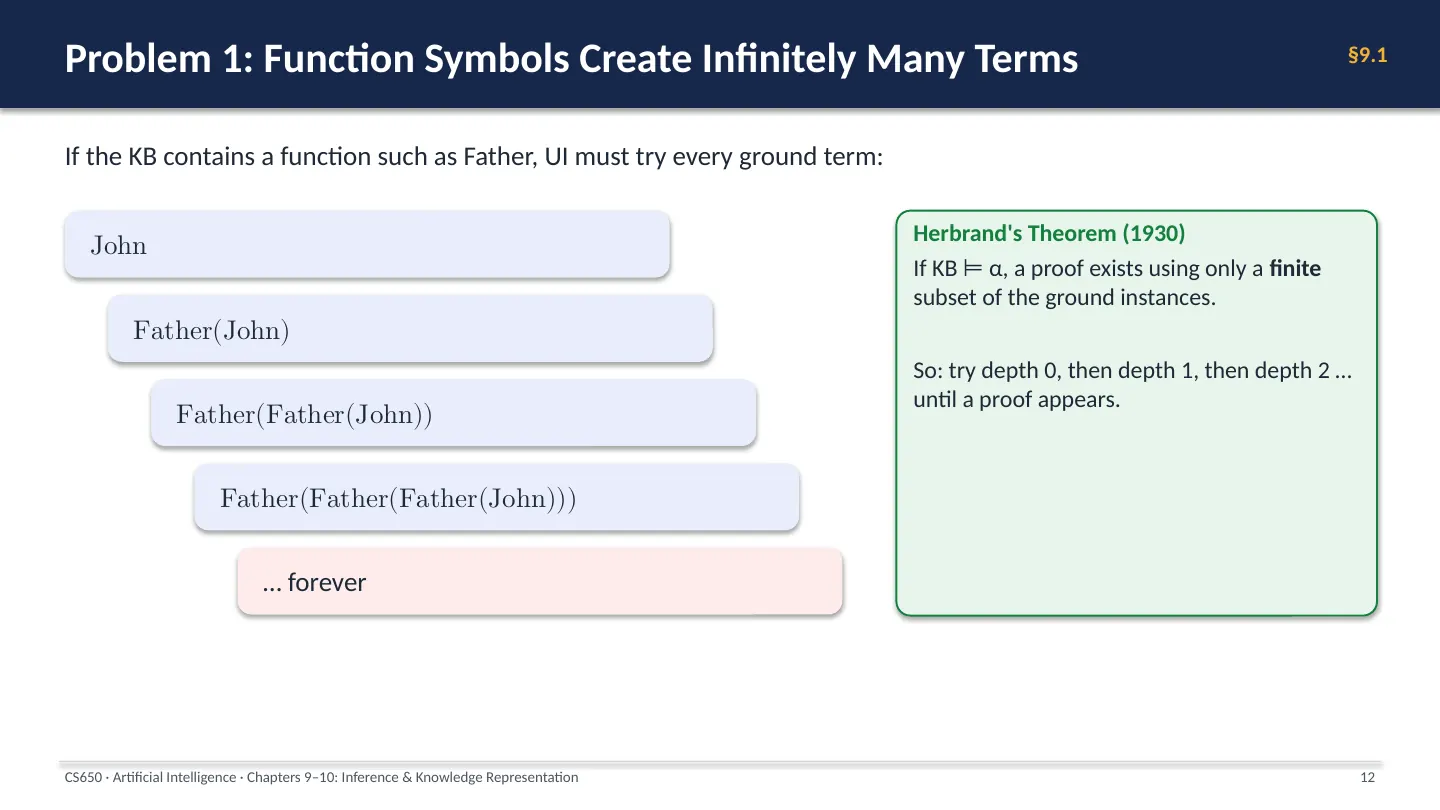 Problem 1: Function Symbols Create Infinitely Many Terms
§9.1
If the KB contains a function such as Father, UI must try every ground term:
John
Father(John)
Father(Father(John))
Father(Father(Father(John)))
… forever
Herbrand's Theorem (1930)
If KB ⊨ α, a proof exists using only a finite
subset of the ground instances.
So: try depth 0, then depth 1, then depth 2 …
until a proof appears.
CS650 · Artificial Intelligence · Chapters 9–10: Inference & Knowledge Representation
12